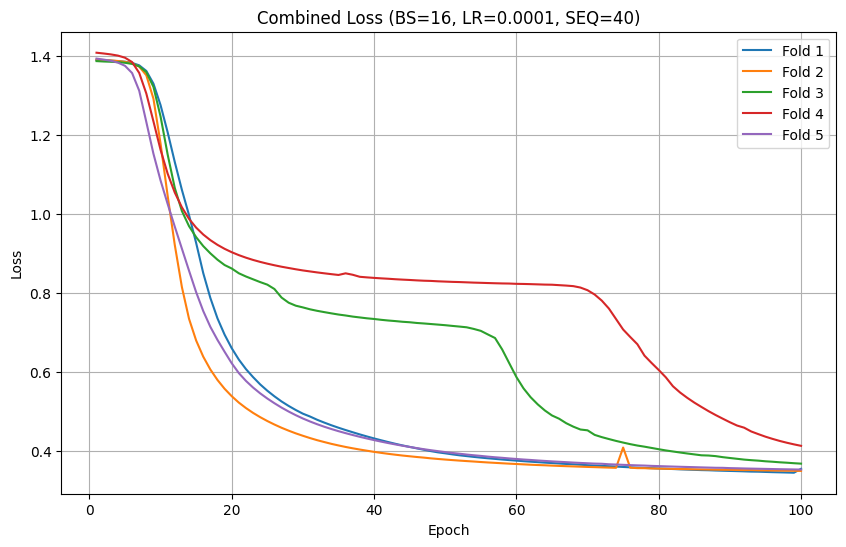 Combined Loss (BS=16, LR=0.0001, SEQ=40)
Fold 1
Fold 2
Fold 3
Fold 4
Fold 5
Loss
1.4
1.2
1.0
0.8
0.6
0.4
0 20 40 60 80 100
Epoch